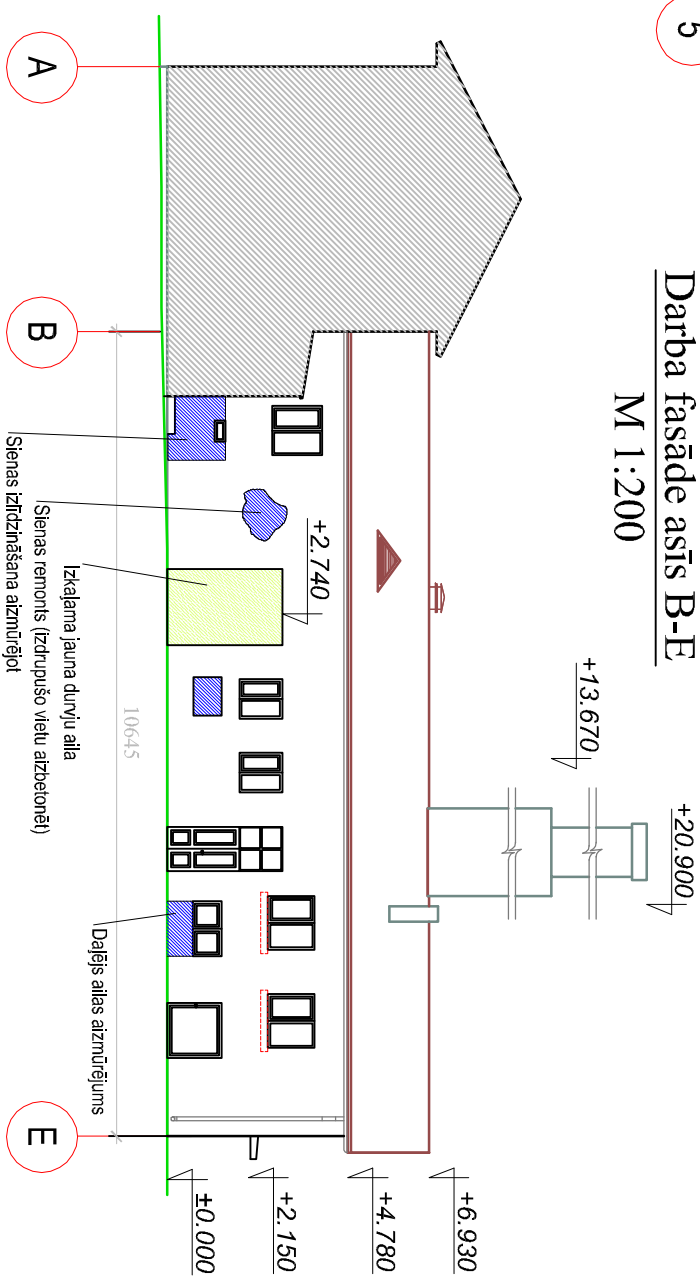 5
Darba fasāde asīs B-E
M 1:200
+20.900
+13.670
+2.740
+6.930
+4.780
+2.150
±0.000
10645
Izkaļama jauna durvju aila
Sienas remonts (izdrupušo vietu aizbetonēt)
Sienas izlīdzināšana aizmūrējot
Daļējs ailas aizmūrējums
A
B
E